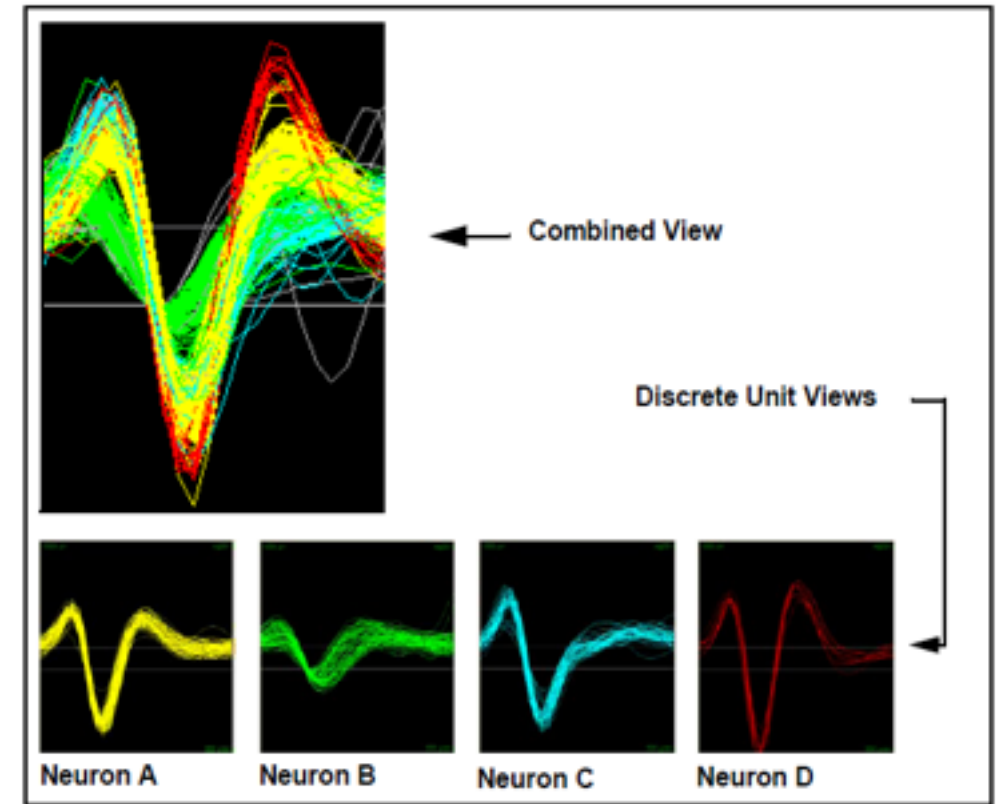 Combined View
Discrete Unit Views
Neuron A
Neuron B
Neuron C
Neuron D